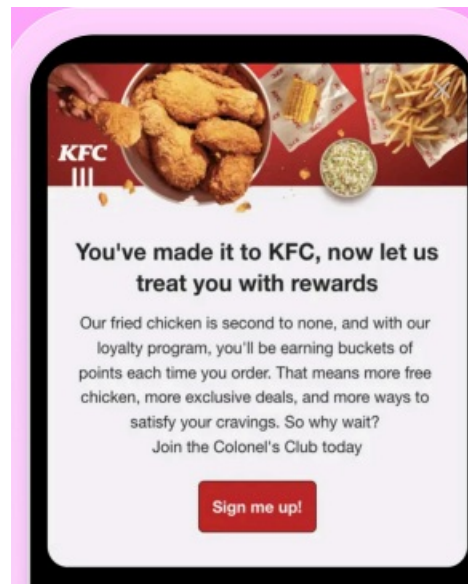 KFC
You've made it to KFC, now let us
treat you with rewards
Our fried chicken is second to none, and with our
loyalty program, you'll be earning buckets of
points each time you order. That means more free
chicken, more exclusive deals, and more ways to
satisfy your cravings. So why wait?
Join the Colonel's Club today
Sign me up!